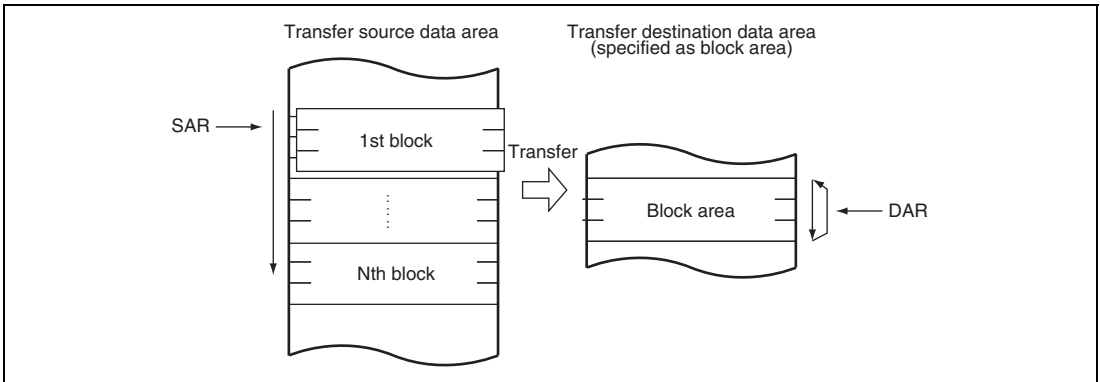 Transfer source data area
Transfer destination data area
(specified as block area)
SAR
1st block
Transfer
Block area
DAR
Nth block